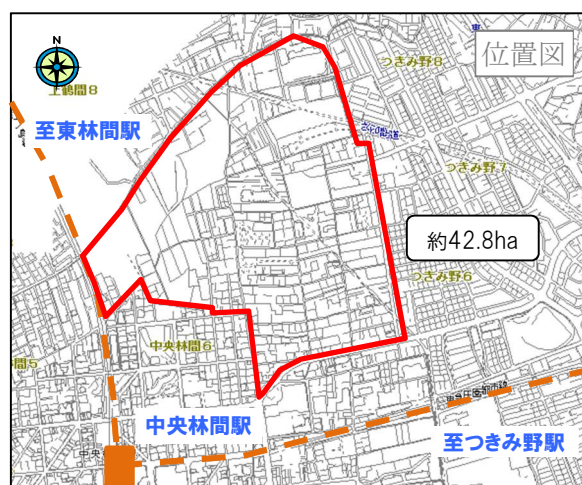 位置図
つきみ野8
上鶴間8
至東林間駅
つきみ野7
約42.8ha
つきみ野6
中央林間6
間5
中央林間駅
至つきみ野駅